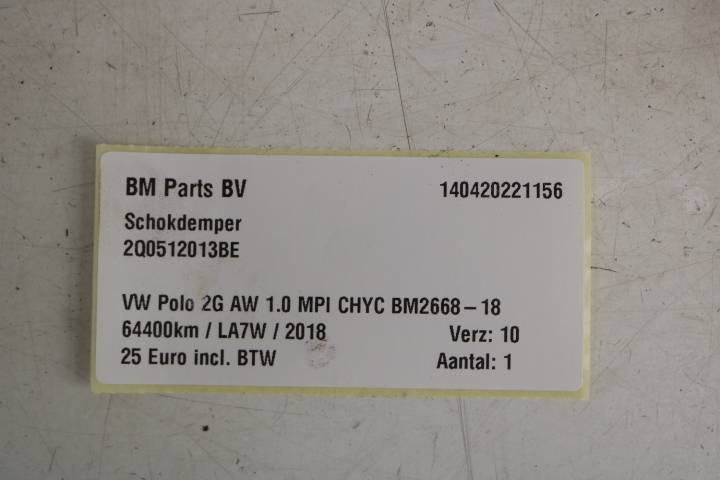 BM Parts BV 140420221156
Schokdemper
2Q0512013BE
VW Polo 2G AW 1.0 MPI CHYC BM2668-18
64400km / LA7W / 2018 Verz: 10
25 Euro incl. BTW Aantal: 1